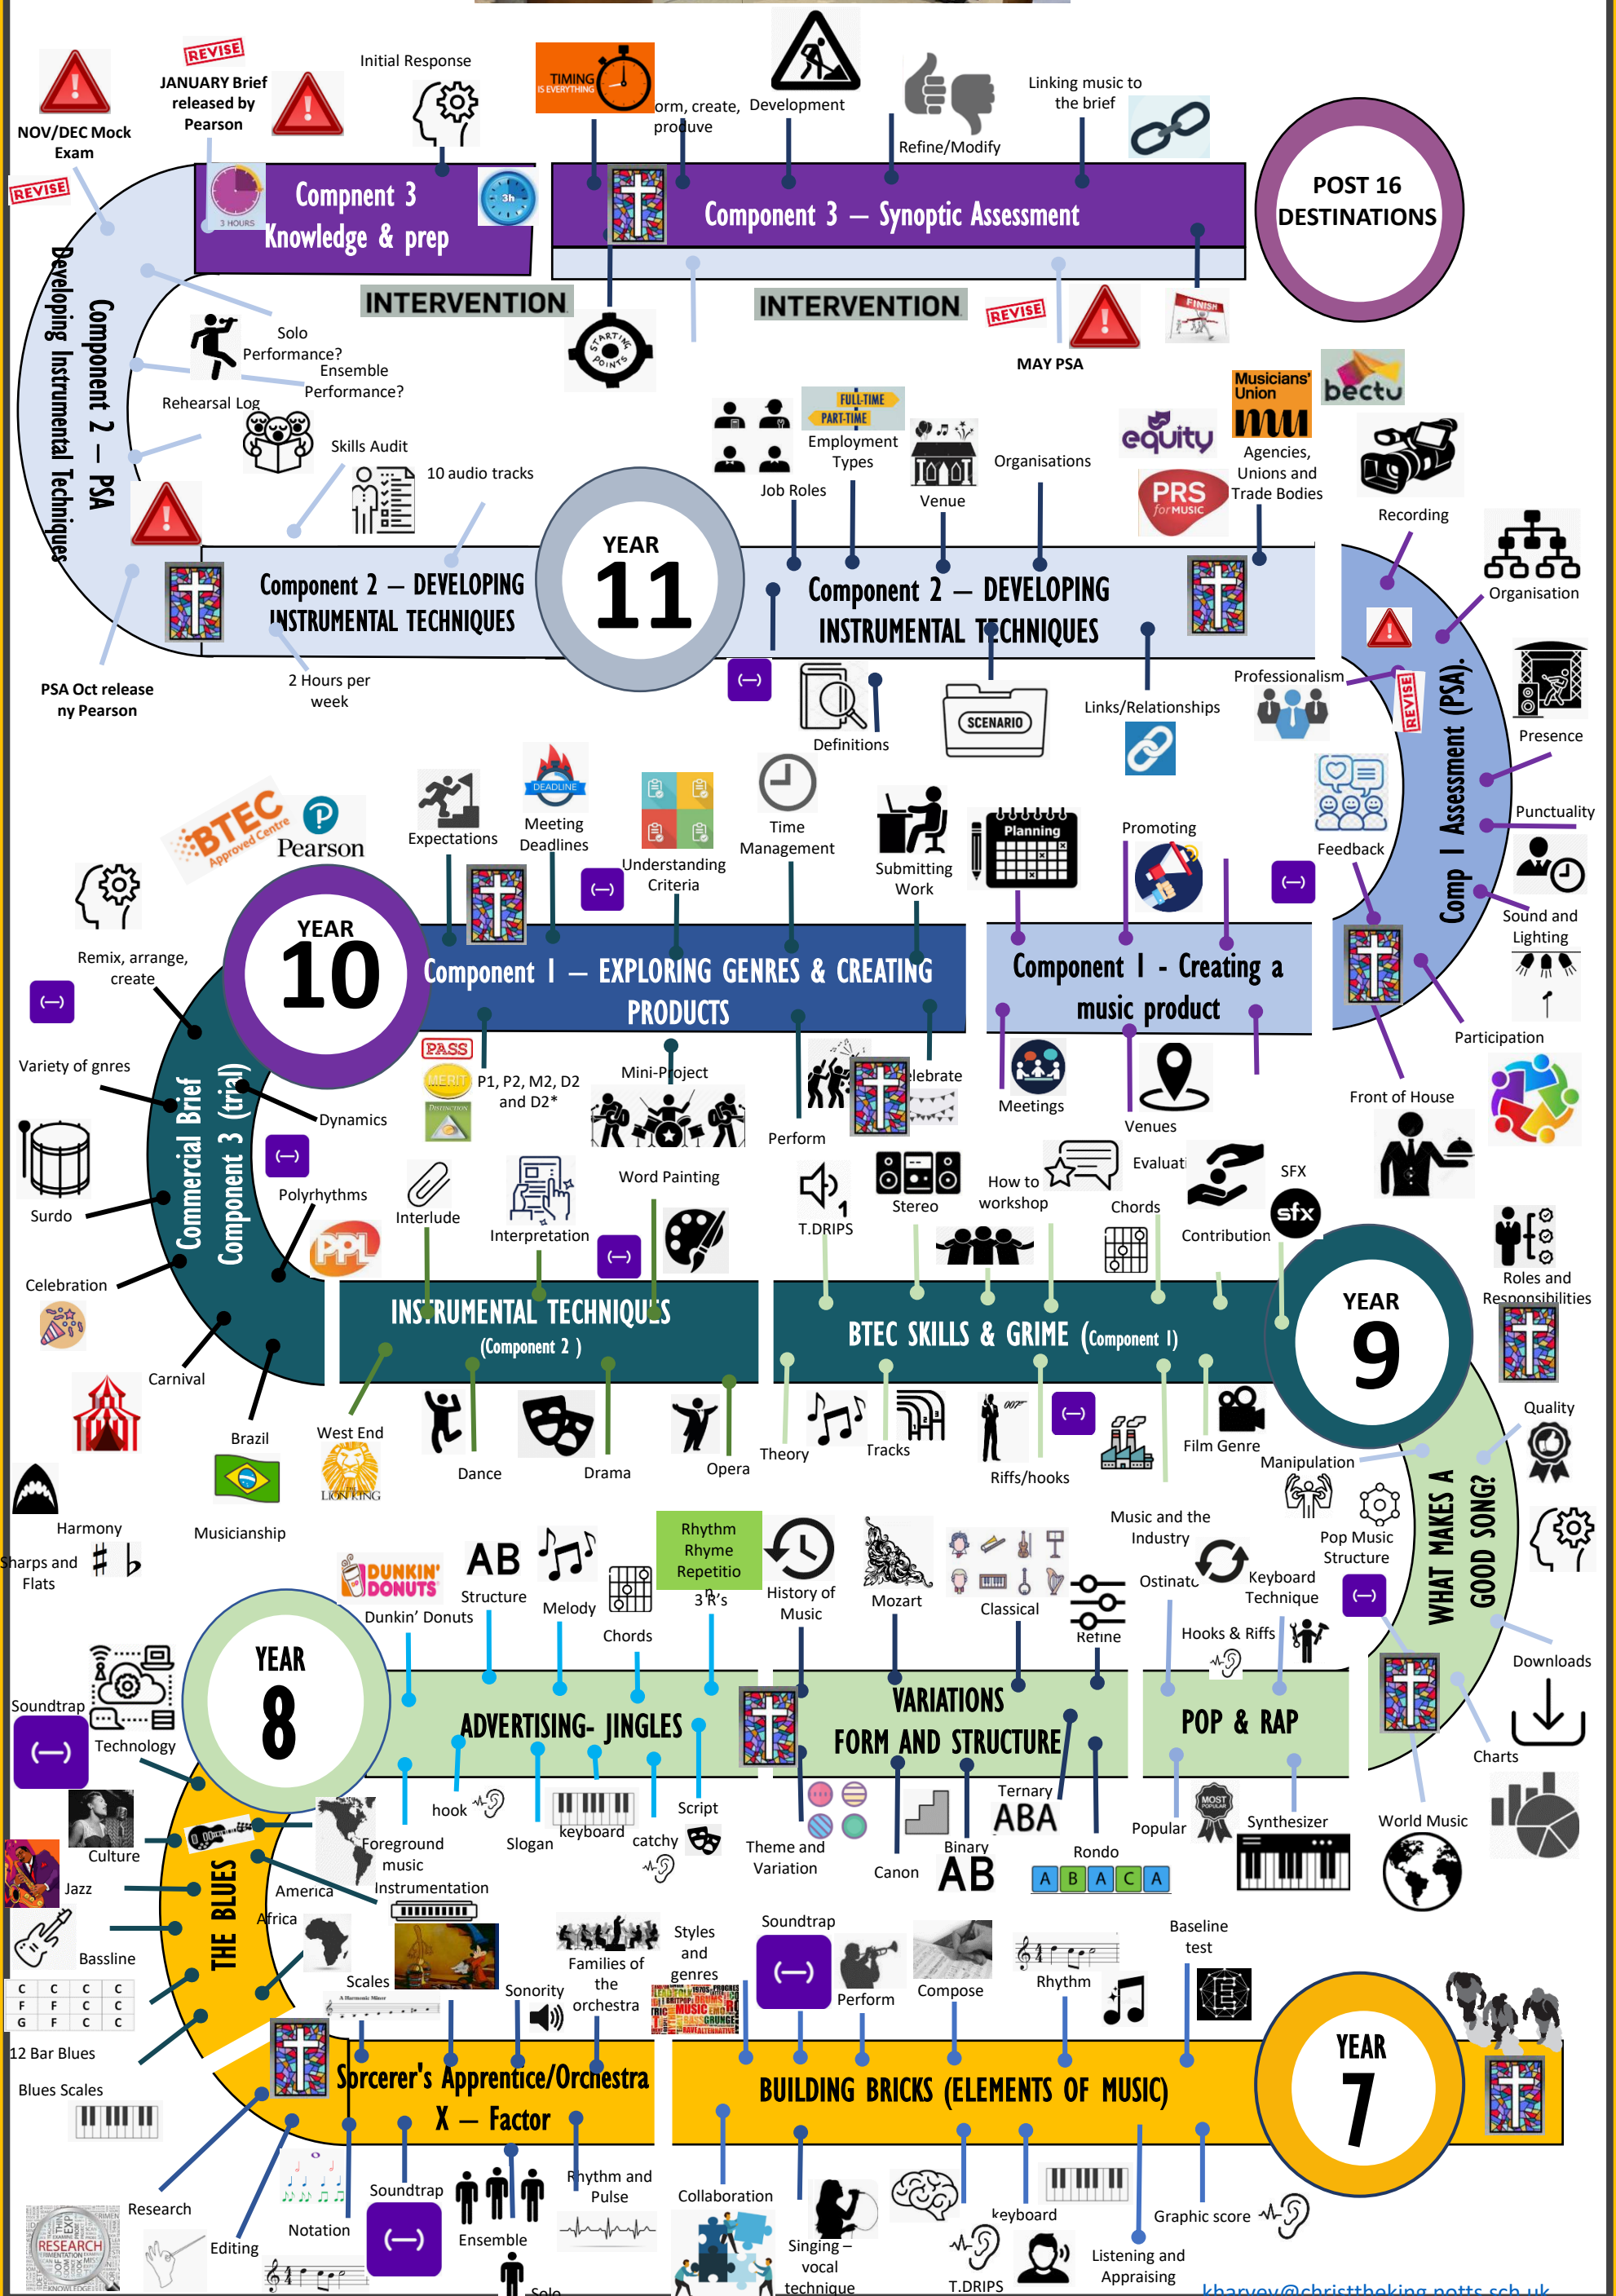 REVISE
JANUARY Brief
released by
Pearson
NOV/DEC Mock
Exam
REVISE
Initial Response
TIMING
IS EVERYTHING
orm, create,
produve
Development
Refine/Modify
Linking music to
the brief
3 HOURS
Compnent 3
Knowledge & prep
3h
Component 3 – Synoptic Assessment
POST 16
DESTINATIONS
INTERVENTION
STARTING
POINTS
INTERVENTION
REVISE
MAY PSA
FINISH
Component 2 – PSA
Developing Instrumental Techniques
Solo
Performance?
Ensemble
Performance?
Rehearsal Log
Skills Audit
10 audio tracks
Job Roles
FULL-TIME
PART-TIME
Employment
Types
Venue
Organisations
equity
PRS
for MUSIC
Musicians'
Union
mu
bectu
Agencies,
Unions and
Trade Bodies
Recording
Organisation
Component 2 – DEVELOPING
INSTRUMENTAL TECHNIQUES
YEAR
11
Component 2 – DEVELOPING
INSTRUMENTAL TECHNIQUES
PSA Oct release
ny Pearson
2 Hours per
week
Definitions
SCENARIO
Links/Relationships
Professionalism
REVISE
Comp I Assessment (PSA).
Presence
Punctuality
Sound and
Lighting
Feedback
Participation
Front of House
BTEC
Approved Centre
Pearson
Expectations
DEADLINE
Meeting
Deadlines
Understanding
Criteria
Time
Management
Submitting
Work
Planning
Promoting
YEAR
10
Component I – EXPLORING GENRES & CREATING
PRODUCTS
Component I - Creating a
music product
Remix, arrange,
create
Variety of gnres
Dynamics
Surdo
Polyrhythms
Celebration
Carnival
Brazil
Commercial Brief
Component 3 (trial)
PASS
MERIT
DISTINCTION
P1, P2, M2, D2
and D2*
Mini-Project
Perform
elebrate
Meetings
Venues
PPL
Interlude
Interpretation
Word Painting
T.DRIPS
Stereo
How to
workshop
Evaluati
Chords
Contribution
SFX
sfx
INSTRUMENTAL TECHNIQUES
(Component 2 )
BTEC SKILLS & GRIME (Component I)
YEAR
9
Roles and
Responsibilities
Quality
West End
LION KING
Dance
Drama
Opera
Theory
Tracks
007
Riffs/hooks
Film Genre
Music and the
Industry
Manipulation
Pop Music
Structure
WHAT MAKES A
GOOD SONG?
Harmony
Sharps and
Flats
Musicianship
DUNKIN'
DONUTS
Dunkin' Donuts
AB
Structure
Melody
Chords
Rhythm
Rhyme
Repetitio
n
3 R's
History of
Music
Mozart
Classical
Refine
Ostinato
Keyboard
Technique
Hooks & Riffs
Downloads
Charts
World Music
YEAR
8
ADVERTISING- JINGLES
VARIATIONS
FORM AND STRUCTURE
POP & RAP
Soundtrap
Technology
Culture
Jazz
Bassline
C C C C
F F C C
G F C C
12 Bar Blues
Blues Scales
THE BLUES
America
Africa
Instrumentation
Foreground
music
hook
Slogan
keyboard
catchy
Script
Theme and
Variation
Canon
Binary
AB
Ternary
ABA
Rondo
A B A C A
MOST
POPULAR
Popular
Synthesizer
Scales
A Harmonic Minor
Sonority
Families of
the
orchestra
Styles
and
genres
MUSIC
GRUNGE
Soundtrap
Perform
Compose
Rhythm
Baseline
test
Sorcerer's Apprentice/Orchestra
X – Factor
BUILDING BRICKS (ELEMENTS OF MUSIC)
YEAR
7
Research
RESEARCH
Editing
Notation
Soundtrap
Ensemble
Solo
Rhythm and
Pulse
Collaboration
Singing –
vocal
technique
T.DRIPS
keyboard
Listening and
Appraising
Graphic score
kharvey@christtheking.notts.sch.uk